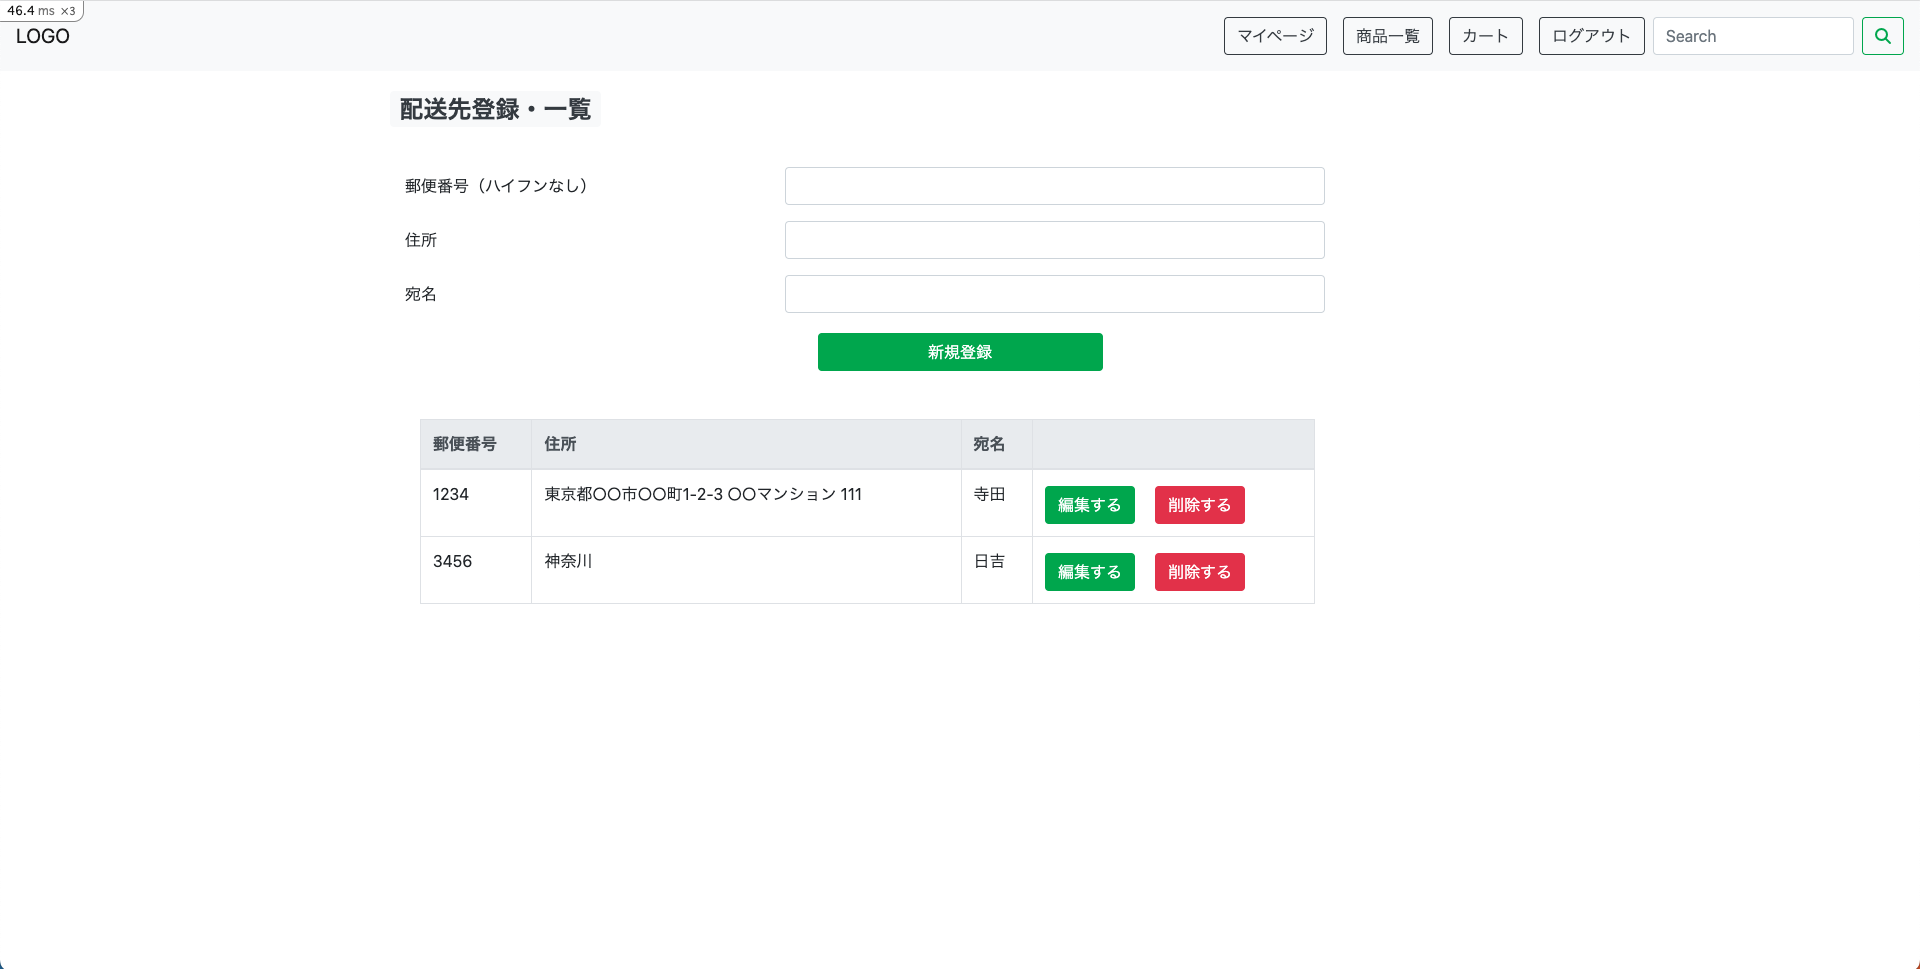 46.4 ms ×3
LOGO
マイページ 商品一覧 カート ログアウト Search
配送先登録・一覧
郵便番号（ハイフンなし）
住所
宛名
新規登録
郵便番号 住所 宛名
1234 東京都〇〇市〇〇町1-2-3 〇〇マンション 111 寺田 編集する 削除する
3456 神奈川 日吉 編集する 削除する